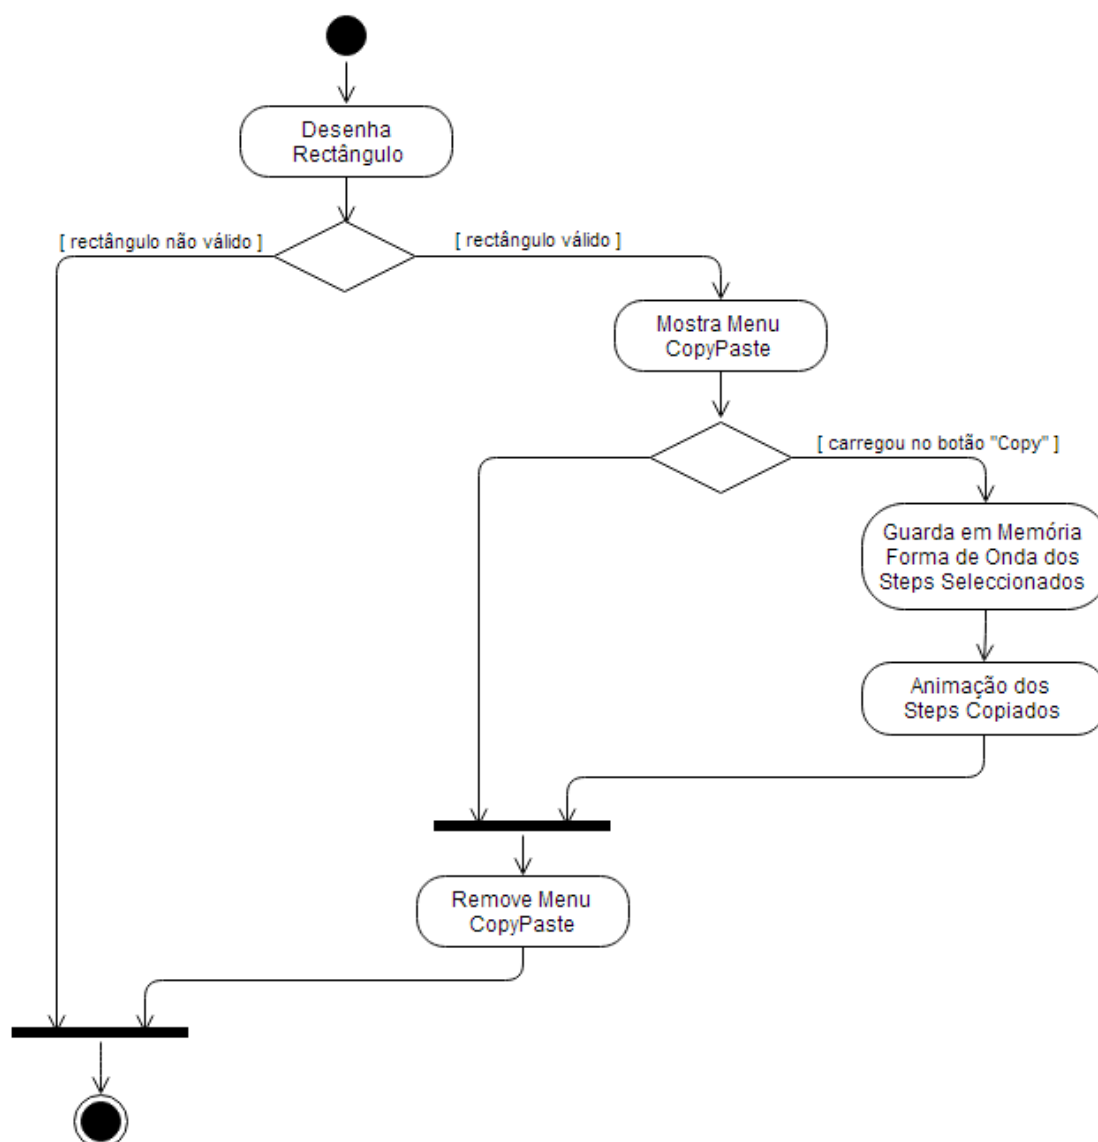 Desenha
Rectângulo
[ rectângulo não válido ]
[ rectângulo válido ]
Mostra Menu
CopyPaste
[ carregou no botão "Copy" ]
Guarda em Memória
Forma de Onda dos
Steps Seleccionados
Animação dos
Steps Copiados
Remove Menu
CopyPaste